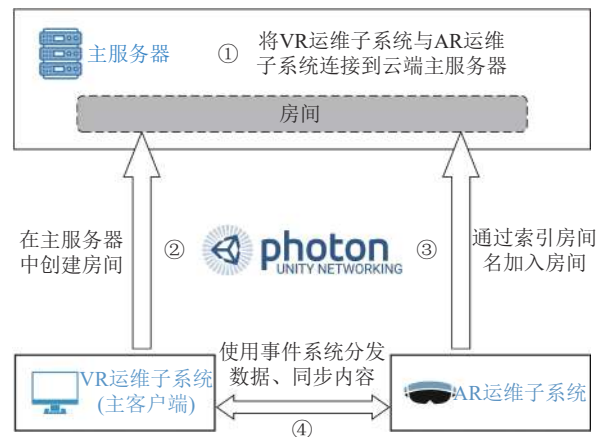 主服务器
①
将VR运维子系统与AR运维
子系统连接到云端主服务器
房间
在主服务器
中创建房间
②
photon
UNITY NETWORKING
③
通过索引房间
名加入房间
VR运维子系统
(主客户端)
使用事件系统分发
数据、同步内容
④
AR运维子系统